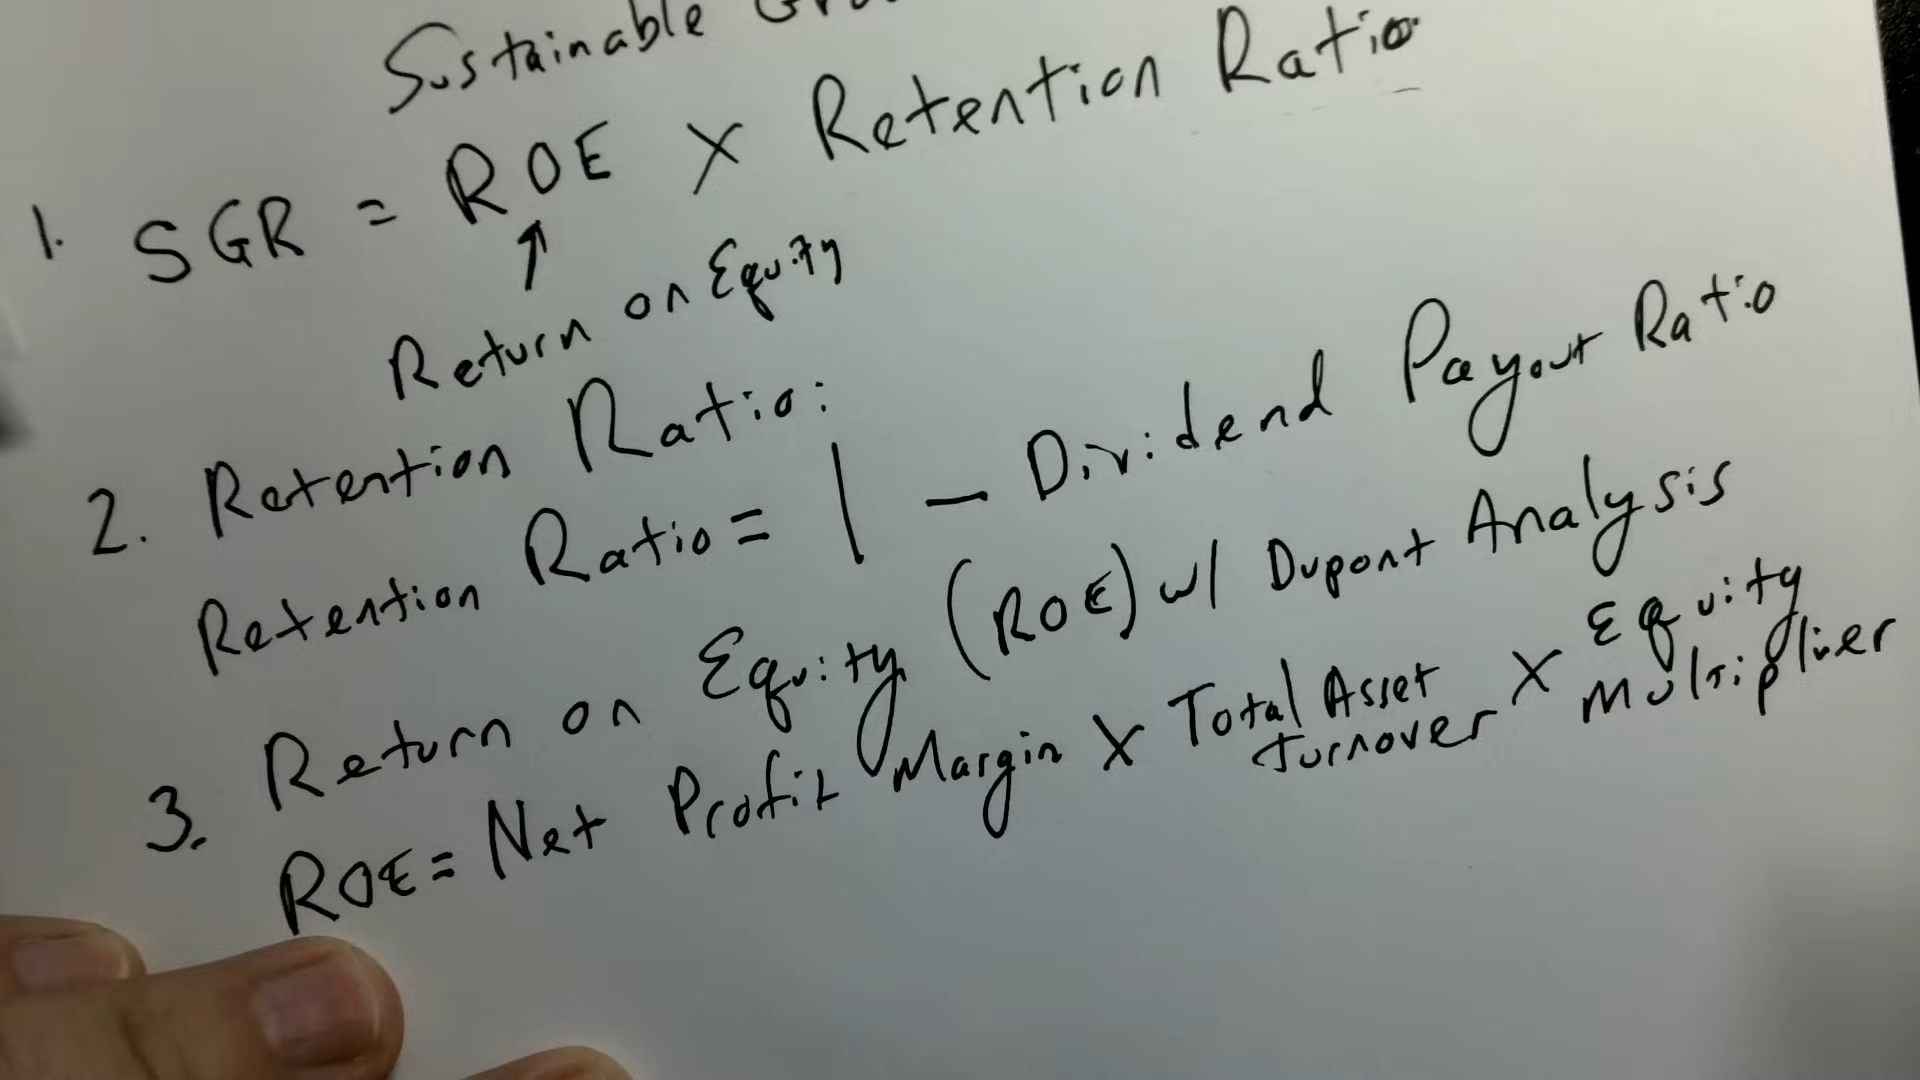 Sustainable
1. SGR = ROE X Retention Ratio
↑
Return on Equity
2. Retention Ratio:
Retention Ratio = 1 - Dividend Payout Ratio
3. Return on Equity (ROE) w/ Dupont Analysis
ROE = Net Profit Margin X Total Asset Turnover X Equity Multiplier